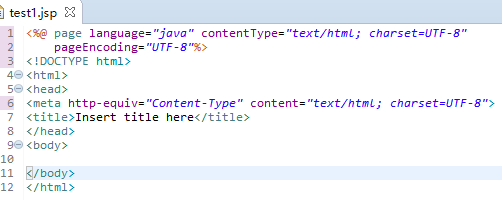 test1.jsp
1 <%@ page language="java" contentType="text/html; charset=UTF-8"
2     pageEncoding="UTF-8"%>
3 <!DOCTYPE html>
4 <html>
5 <head>
6 <meta http-equiv="Content-Type" content="text/html; charset=UTF-8">
7 <title>Insert title here</title>
8 </head>
9 <body>
10
11 </body>
12 </html>